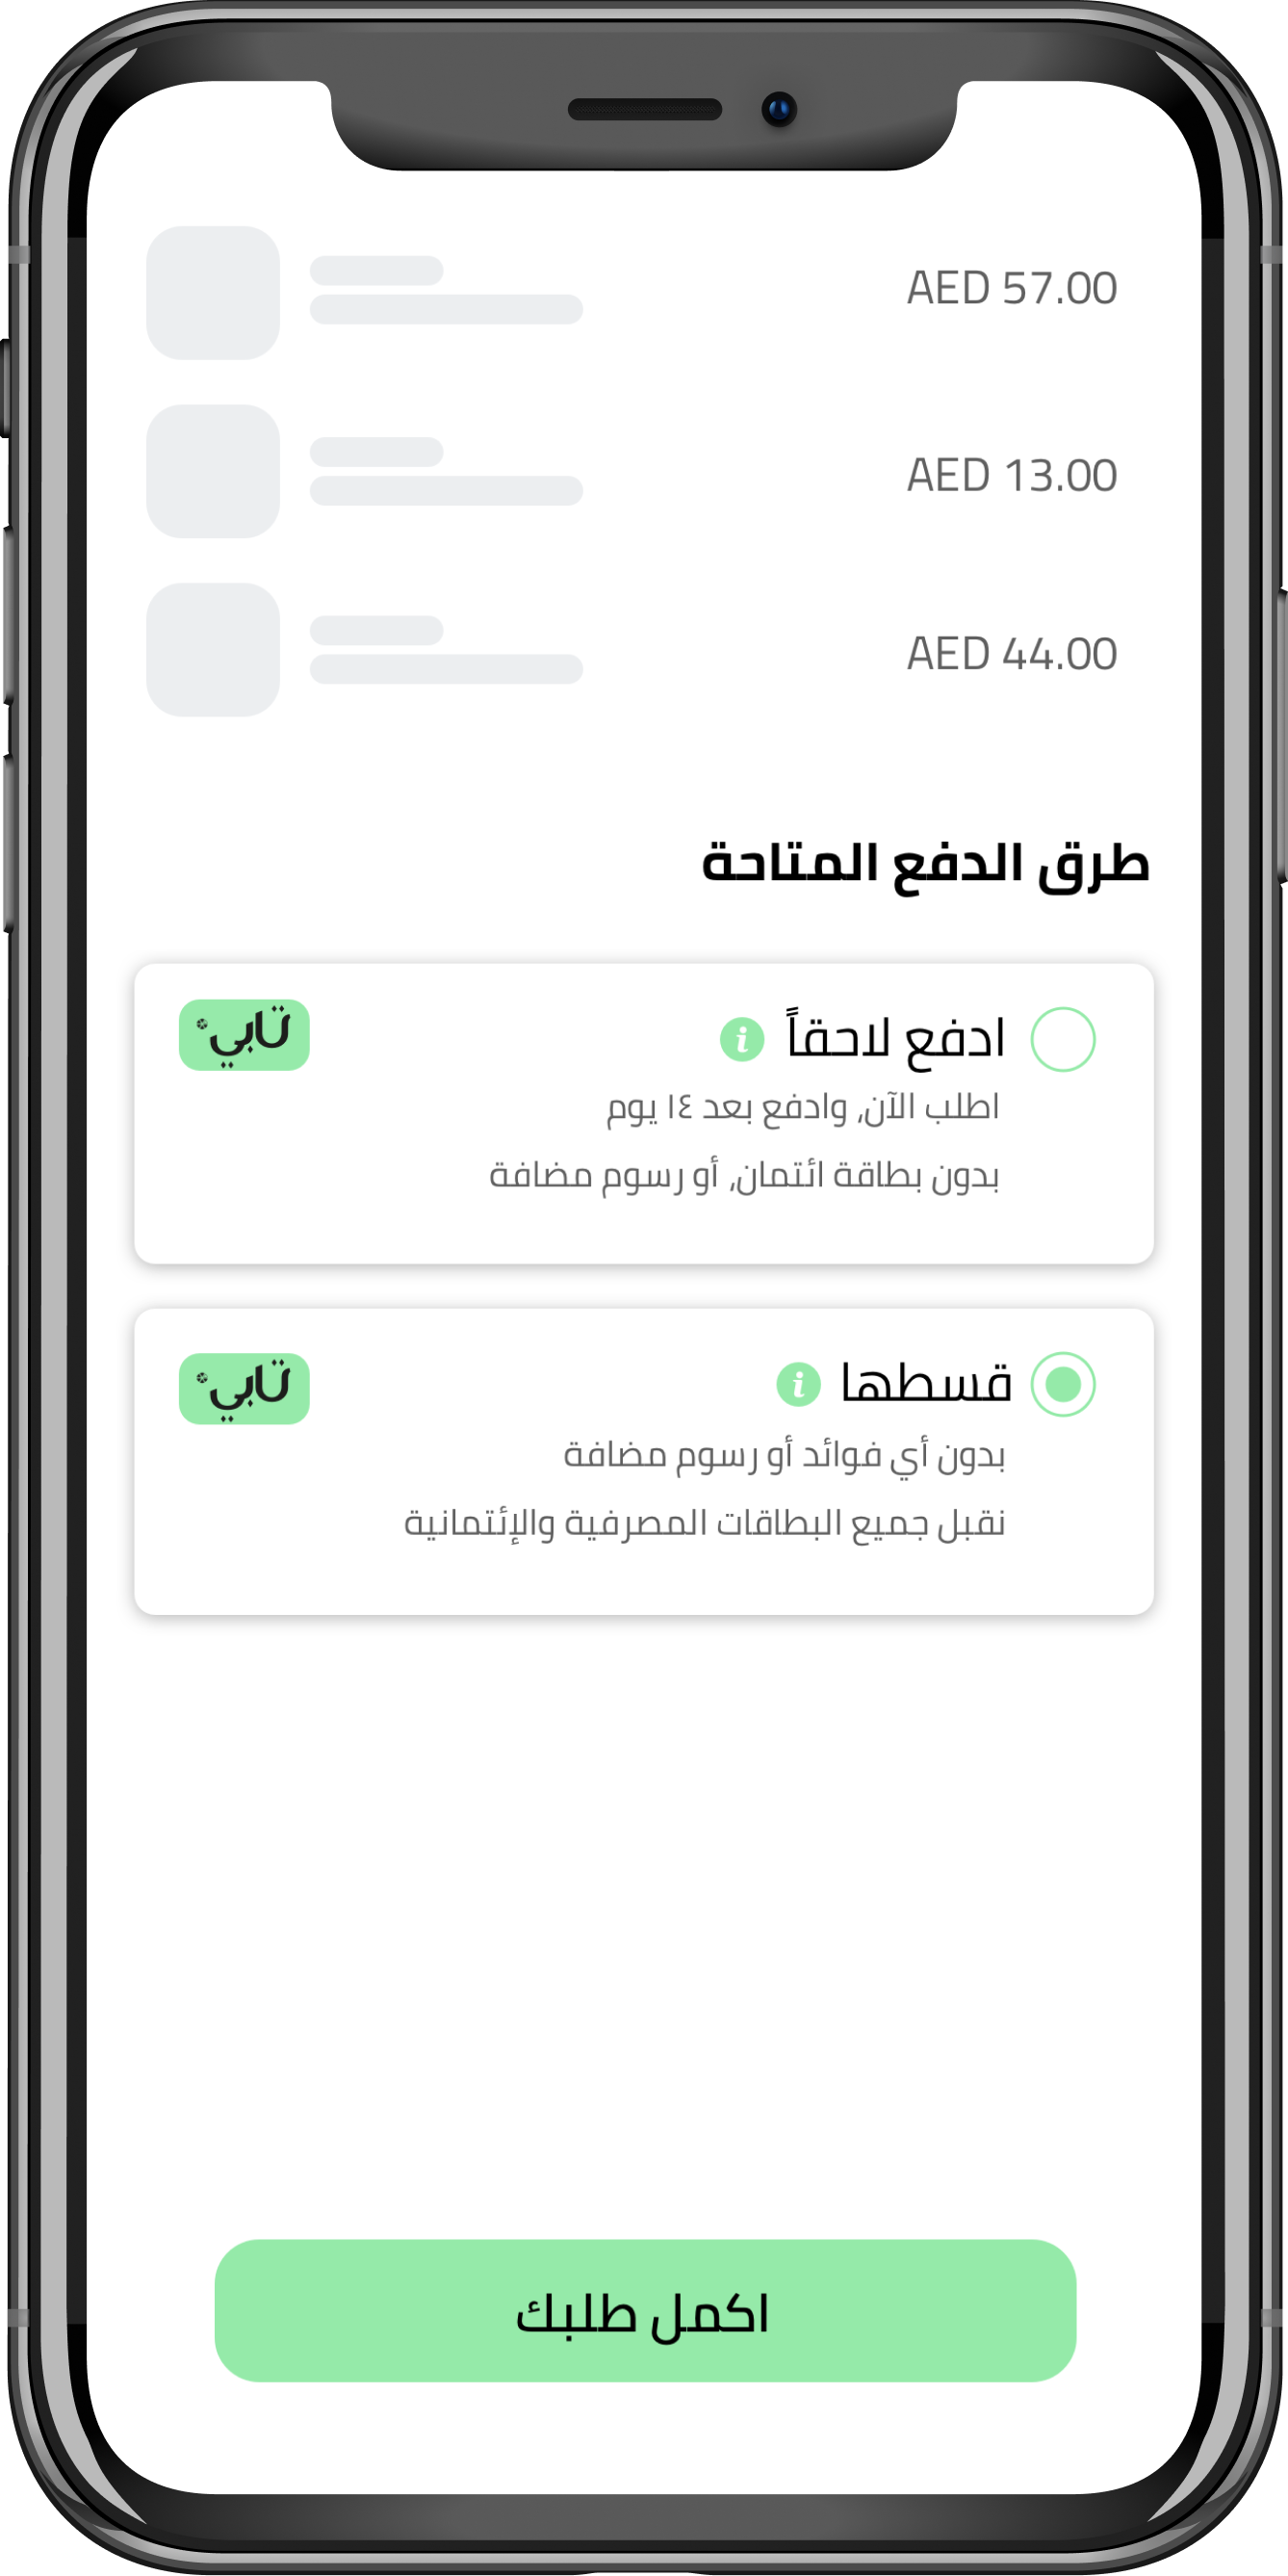 AED 57.00
AED 13.00
AED 44.00
طرق الدفع المتاحة
ادفع لاحقاً i تابي
اطلب الآن، وادفع بعد ١٤ يوم
بدون بطاقة ائتمان، أو رسوم مضافة
قسطها i تابي
بدون أي فوائد أو رسوم مضافة
نقبل جميع البطاقات المصرفية والإئتمانية
اكمل طلبك